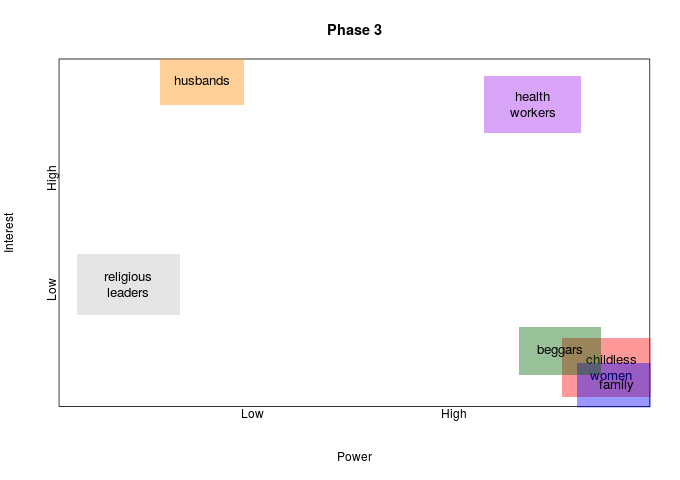 Phase 3
husbands
health
workers
High
Interest
religious
leaders
Low
beggars
childless
women
family
Low
High
Power